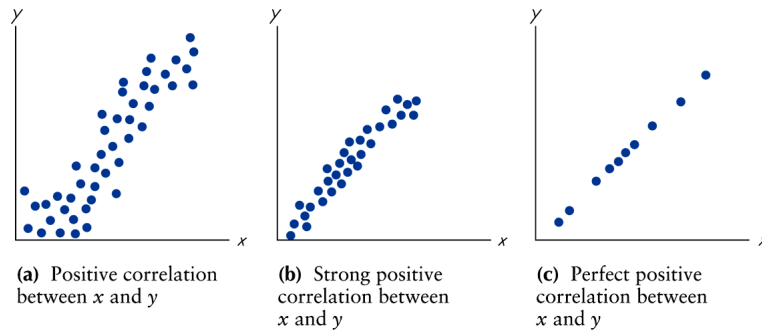 y
x
(a) Positive correlation
between x and y
y
x
(b) Strong positive
correlation between
x and y
y
x
(c) Perfect positive
correlation between
x and y